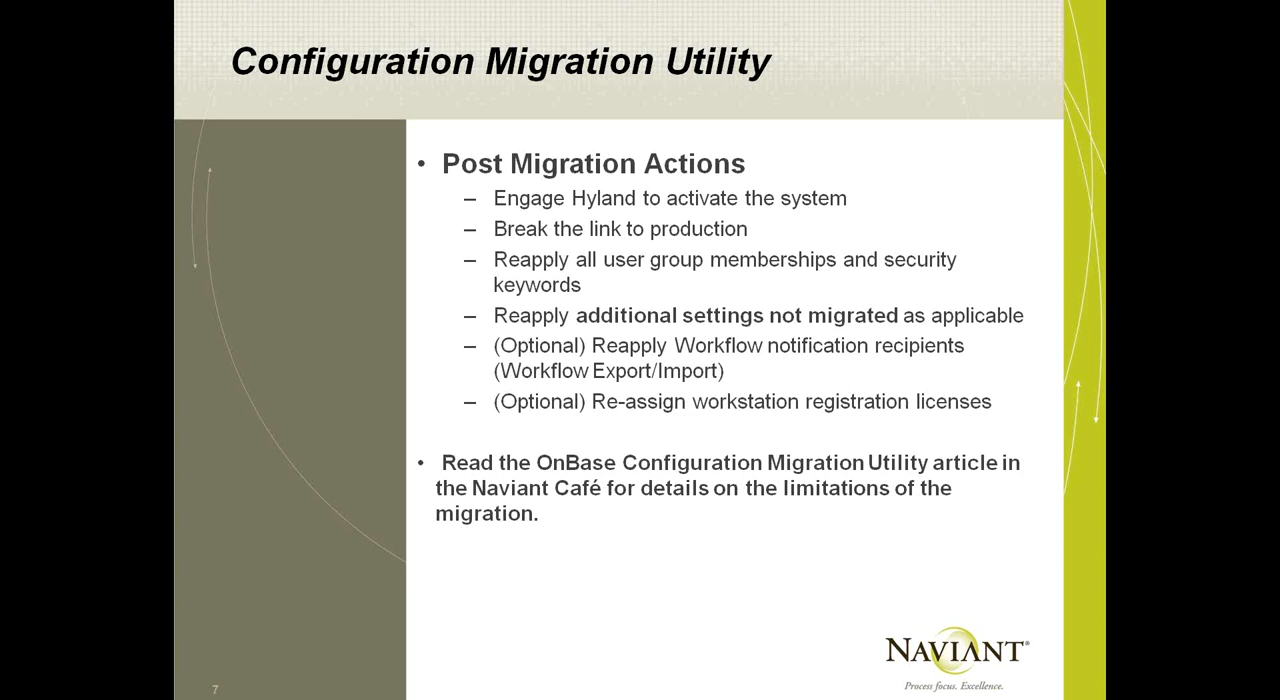 Configuration Migration Utility
• Post Migration Actions
– Engage Hyland to activate the system
– Break the link to production
– Reapply all user group memberships and security
keywords
– Reapply additional settings not migrated as applicable
– (Optional) Reapply Workflow notification recipients
(Workflow Export/Import)
– (Optional) Re-assign workstation registration licenses
• Read the OnBase Configuration Migration Utility article in
the Naviant Café for details on the limitations of the
migration.
NAVIANT®
Process focus. Excellence.
7